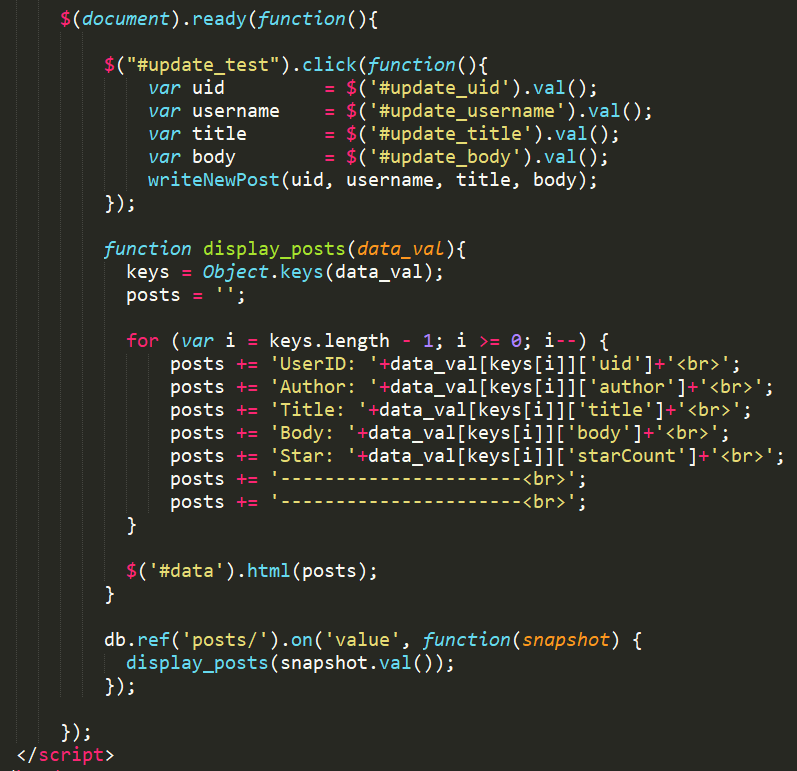 $(document).ready(function(){
$("#update_test").click(function(){
var uid = $('#update_uid').val();
var username = $('#update_username').val();
var title = $('#update_title').val();
var body = $('#update_body').val();
writeNewPost(uid, username, title, body);
});
function display_posts(data_val){
keys = Object.keys(data_val);
posts = '';
for (var i = keys.length - 1; i >= 0; i--) {
posts += 'UserID: '+data_val[keys[i]]['uid']+'<br>';
posts += 'Author: '+data_val[keys[i]]['author']+'<br>';
posts += 'Title: '+data_val[keys[i]]['title']+'<br>';
posts += 'Body: '+data_val[keys[i]]['body']+'<br>';
posts += 'Star: '+data_val[keys[i]]['starCount']+'<br>';
posts += '----------------------<br>';
posts += '----------------------<br>';
}
$('#data').html(posts);
}
db.ref('posts/').on('value', function(snapshot) {
display_posts(snapshot.val());
});
});
</script>